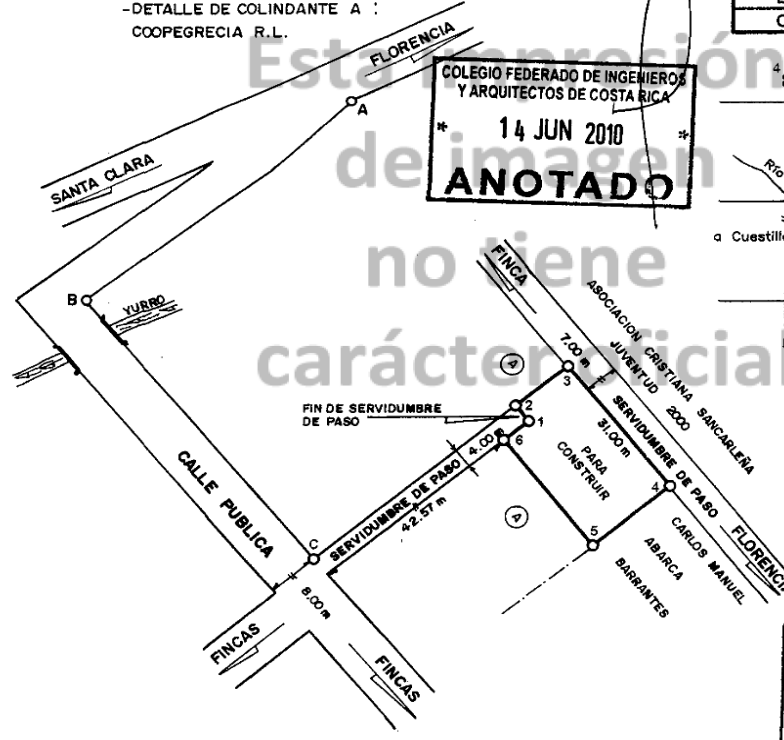 -DETALLE DE COLINDANTE A :
COOPEGRECIA R.L.
Esta impresión
de imagen
no tiene
carácter oficial
FLORENCIA
A
COLEGIO FEDERADO DE INGENIEROS
Y ARQUITECTOS DE COSTA RICA
* 14 JUN 2010 *
ANOTADO
SANTA CLARA
4
Río
a Cuestill
B
YURRO
FINCA
ASOCIACION CRISTIANA SANCARLEÑA
JUVENTUD 2000
7.00 m
A
3
SERVIDUMBRE DE PASO
31.00 m
FIN DE SERVIDUMBRE
DE PASO
2
1
6
4.00 m
PARA
CONSTRUIR
SERVIDUMBRE DE PASO
42.57 m
CALLE PUBLICA
A
4
5
FLORENCIA
CARLOS MANUEL
ABARCA
BARRANTES
C
8.00 m
FINCAS
FINCAS